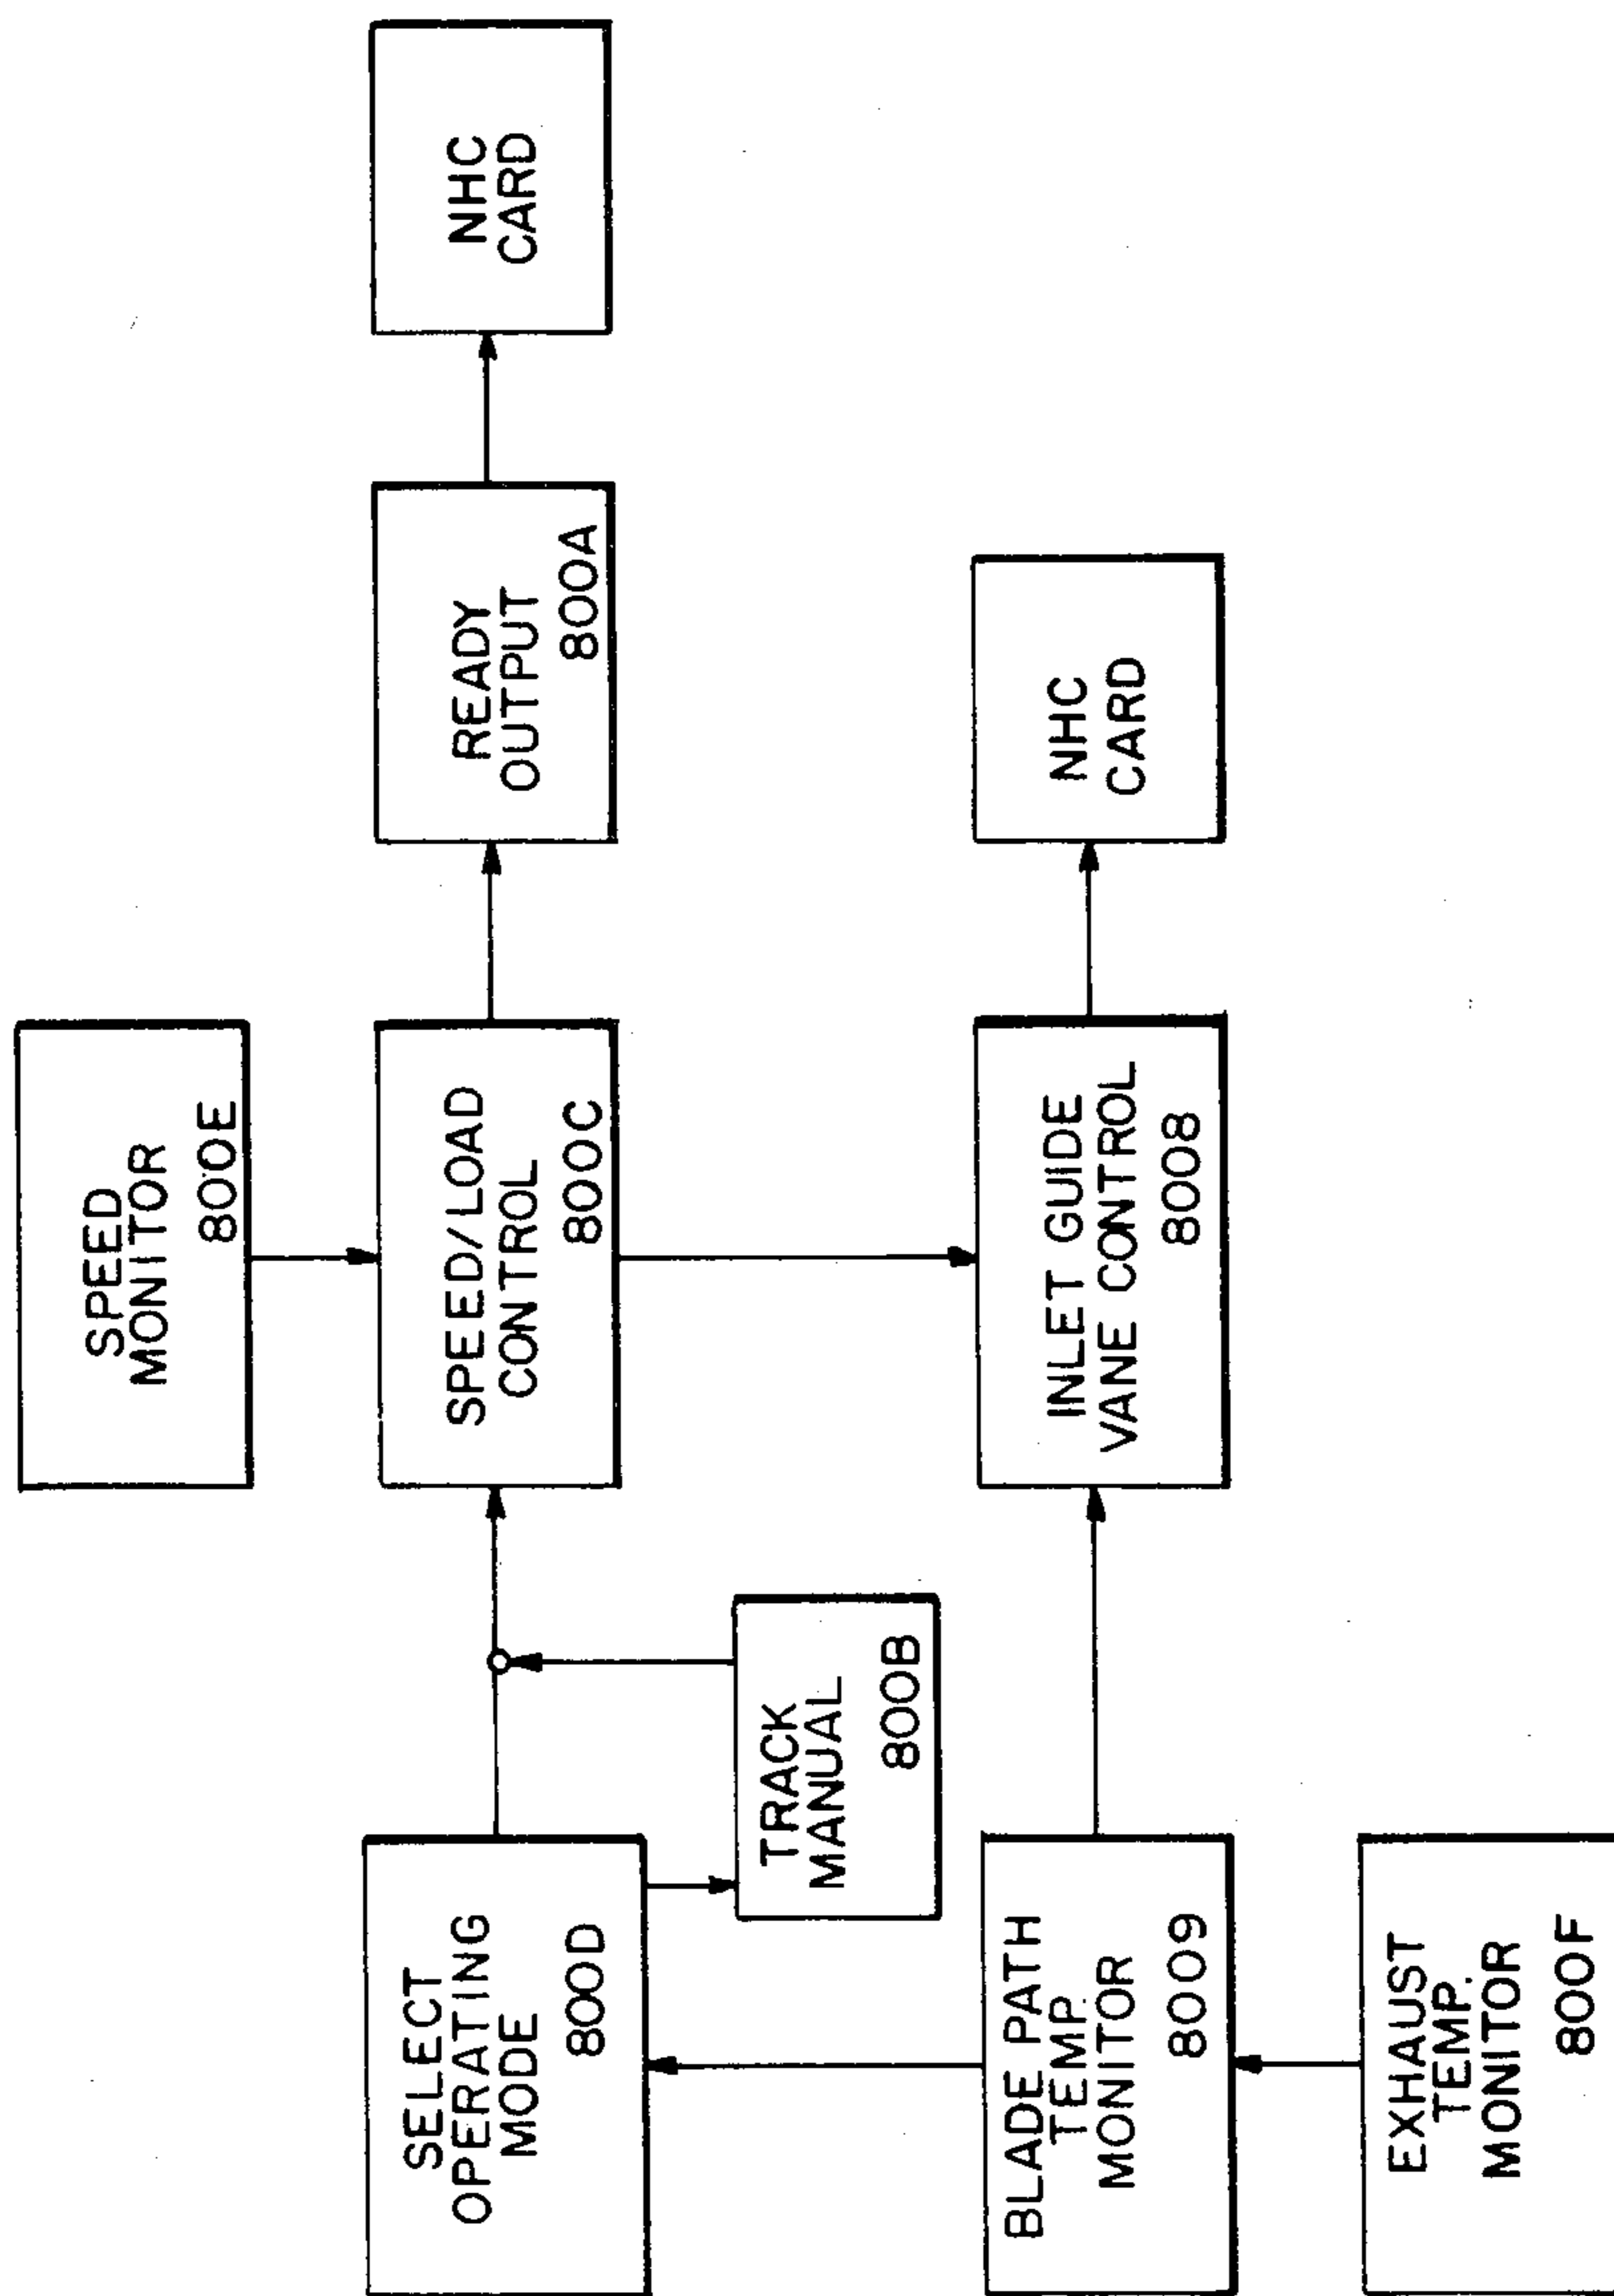 SPEED
MONITOR
800E
SELECT
OPERATING
MODE
800D
SPEED/LOAD
CONTROL
800C
READY
OUTPUT
800A
NHC
CARD
TRACK
MANUAL
800B
BLADE PATH
TEMP.
MONITOR
8009
INLET GUIDE
VANE CONTROL
8008
NHC
CARD
EXHAUST
TEMP.
MONITOR
800F